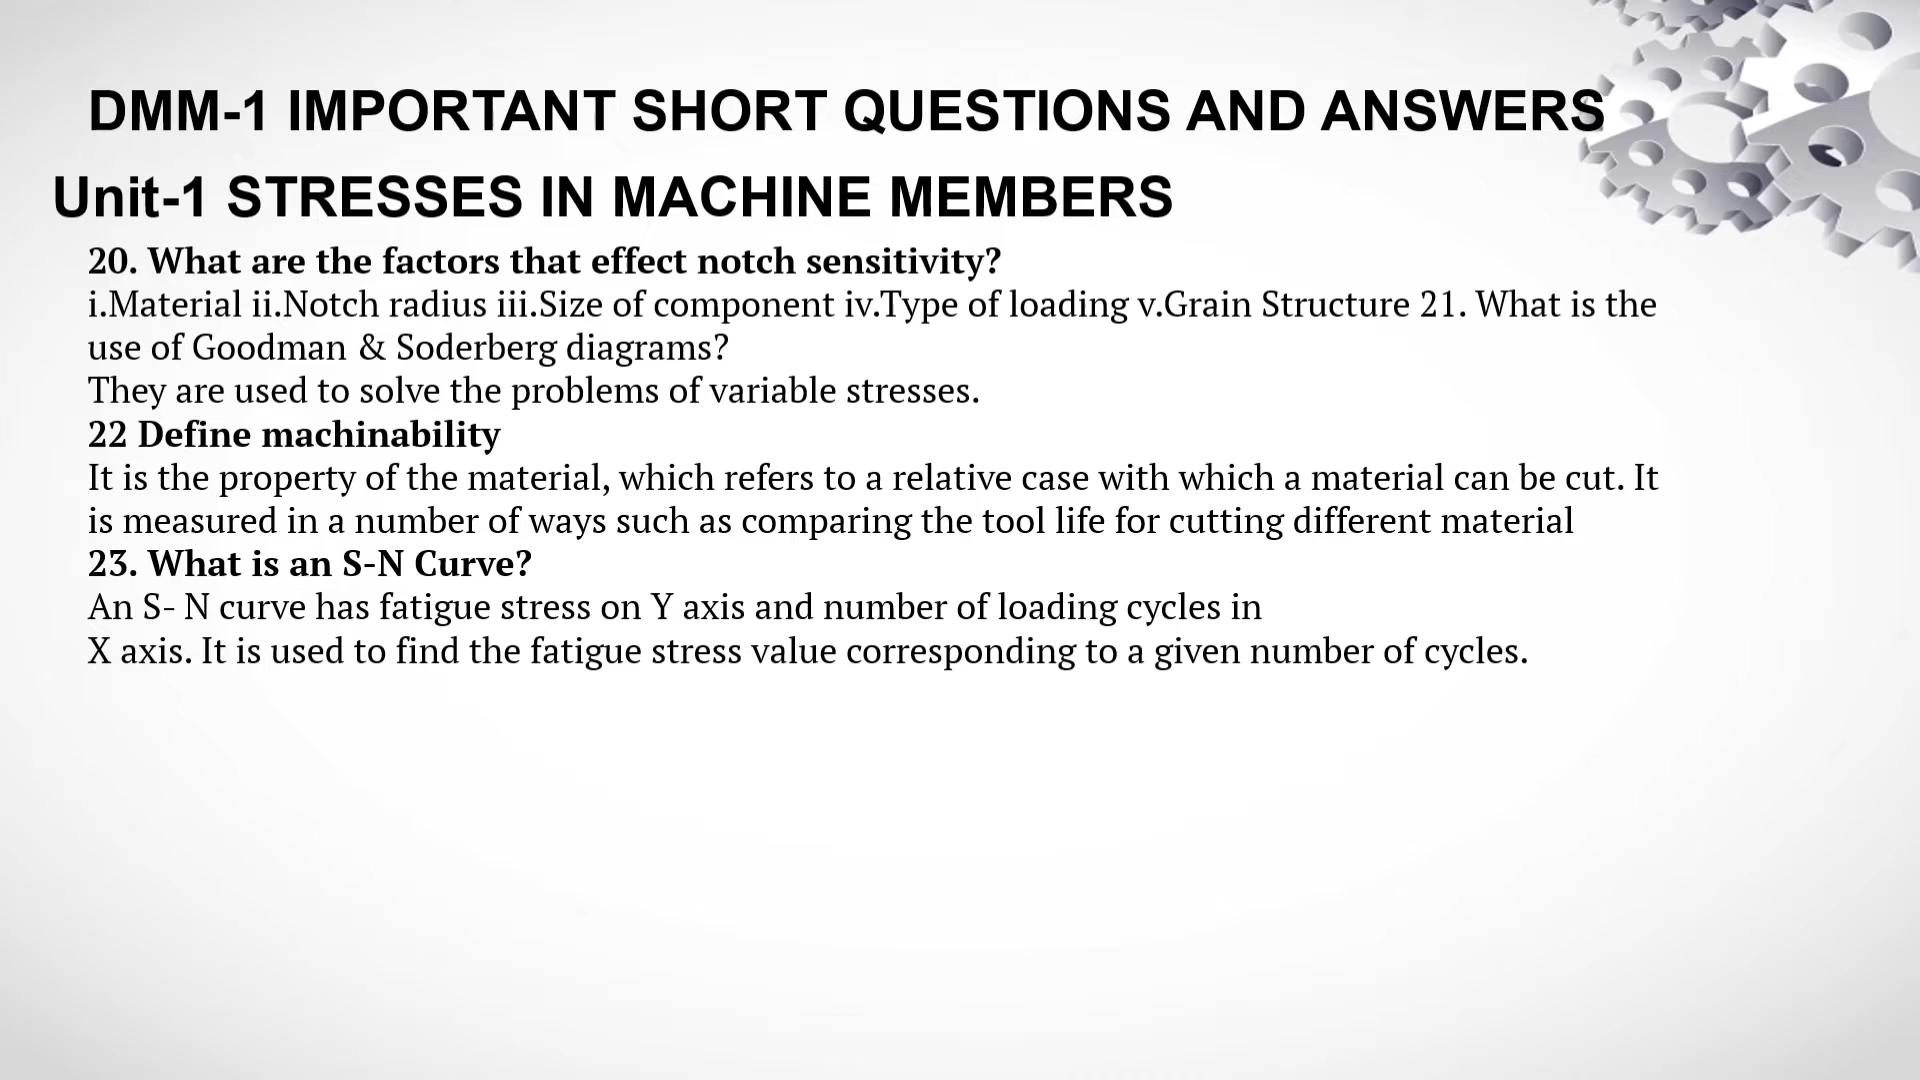 DMM-1 IMPORTANT SHORT QUESTIONS AND ANSWERS
Unit-1 STRESSES IN MACHINE MEMBERS
20. What are the factors that effect notch sensitivity?
i.Material ii.Notch radius iii.Size of component iv.Type of loading v.Grain Structure 21. What is the
use of Goodman & Soderberg diagrams?
They are used to solve the problems of variable stresses.
22 Define machinability
It is the property of the material, which refers to a relative case with which a material can be cut. It
is measured in a number of ways such as comparing the tool life for cutting different material
23. What is an S-N Curve?
An S- N curve has fatigue stress on Y axis and number of loading cycles in
X axis. It is used to find the fatigue stress value corresponding to a given number of cycles.